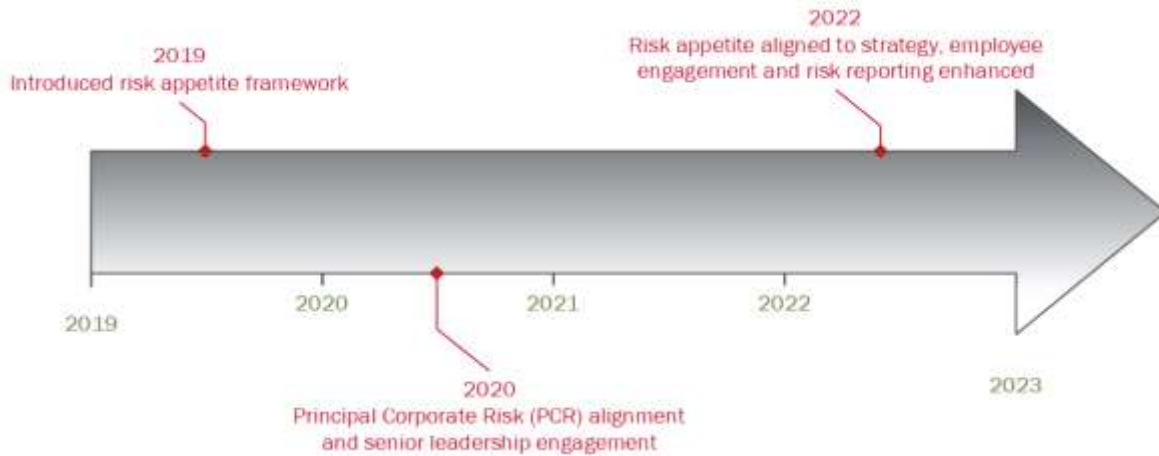 2022
Risk appetite aligned to strategy, employee
engagement and risk reporting enhanced
2019
Introduced risk appetite framework
2019
2020
2021
2022
2023
2020
Principal Corporate Risk (PCR) alignment
and senior leadership engagement